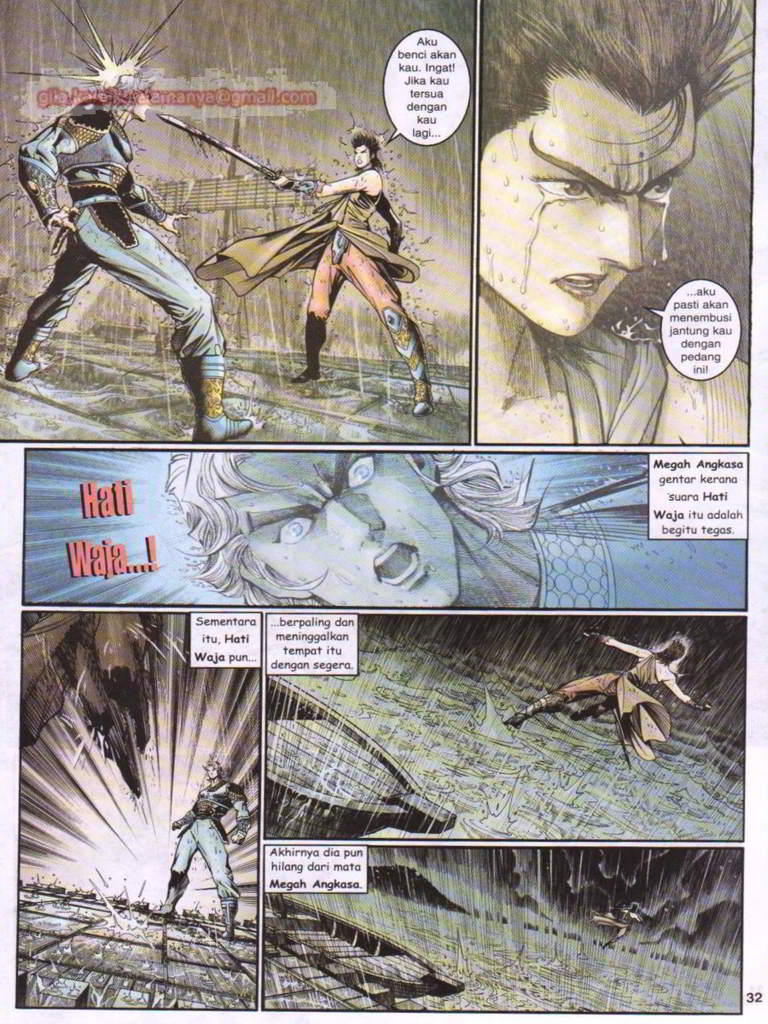 Aku
benci akan
kau. Ingat!
Jika kau
tersua
dengan
kau
lagi...
...aku
pasti akan
menembusi
jantung kau
dengan
pedang
ini!
Hati
Waja...!
Megah Angkasa
gentar kerana
suara Hati
Waja itu adalah
begitu tegas.
Sementara
itu, Hati
Waja pun...
...berpaling dan
meninggalkan
tempat itu
dengan segera.
Akhirnya dia pun
hilang dari mata
Megah Angkasa.
32